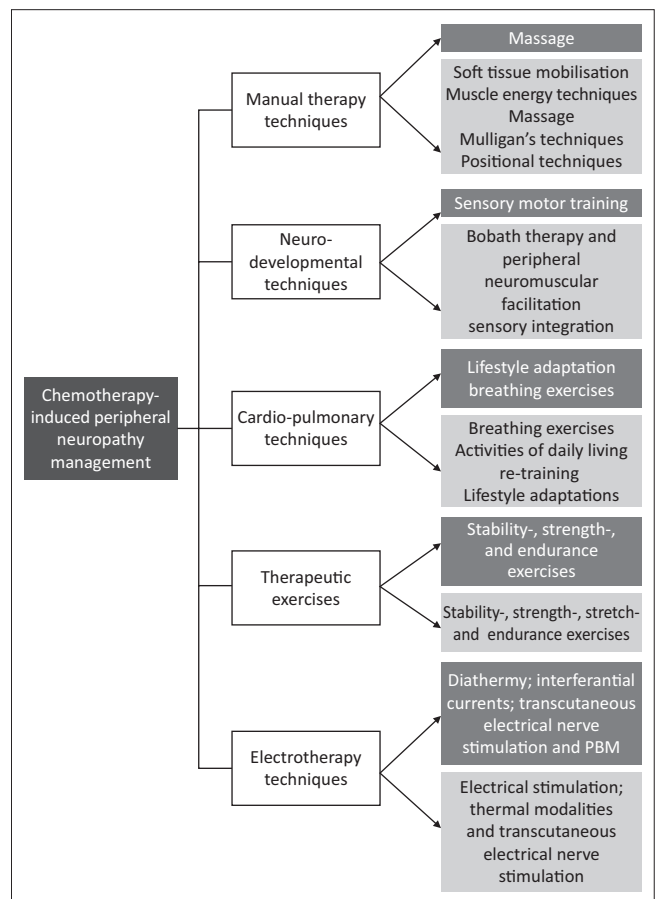 Chemotherapy-
induced peripheral
neuropathy
management
Manual therapy
techniques
Massage
Soft tissue mobilisation
Muscle energy techniques
Massage
Mulligan's techniques
Positional techniques
Neuro-
developmental
techniques
Sensory motor training
Bobath therapy and
peripheral
neuromuscular
facilitation
sensory integration
Cardio-pulmonary
techniques
Lifestyle adaptation
breathing exercises
Breathing exercises
Activities of daily living
re-training
Lifestyle adaptations
Therapeutic
exercises
Stability-, strength-,
and endurance
exercises
Stability-, strength-, stretch-
and endurance exercises
Electrotherapy
techniques
Diathermy; interferantial
currents; transcutaneous
electrical nerve
stimulation and PBM
Electrical stimulation;
thermal modalities
and transcutaneous
electrical nerve
stimulation